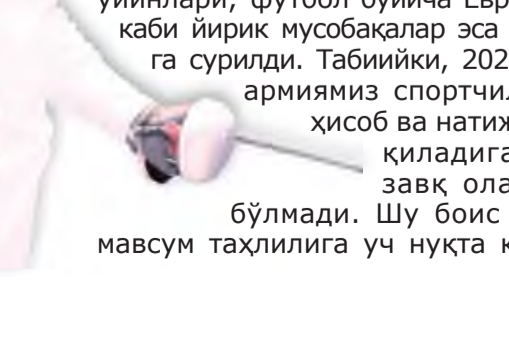 ўйинлари, футбол бўйича Евр
каби йирик мусобақалар эса
га сурилди. Табиийки, 202
армиямиз спортчил
ҳисоб ва натиж
қиладига
завқ ола
бўлмади. Шу боис
мавсум таҳлилига уч нуқта қ